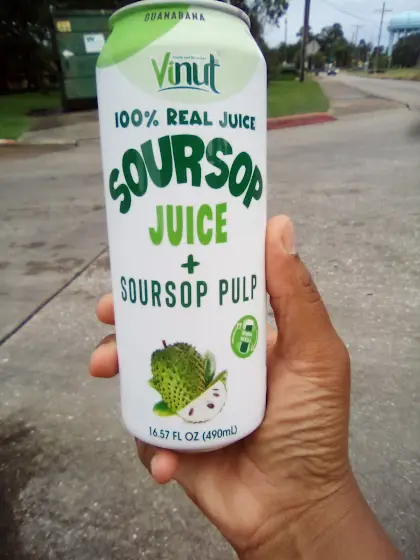 GUANABANA
Vinut
100% REAL JUICE
SOURSOP
JUICE
+
SOURSOP PULP
16.57 FL OZ (490mL)